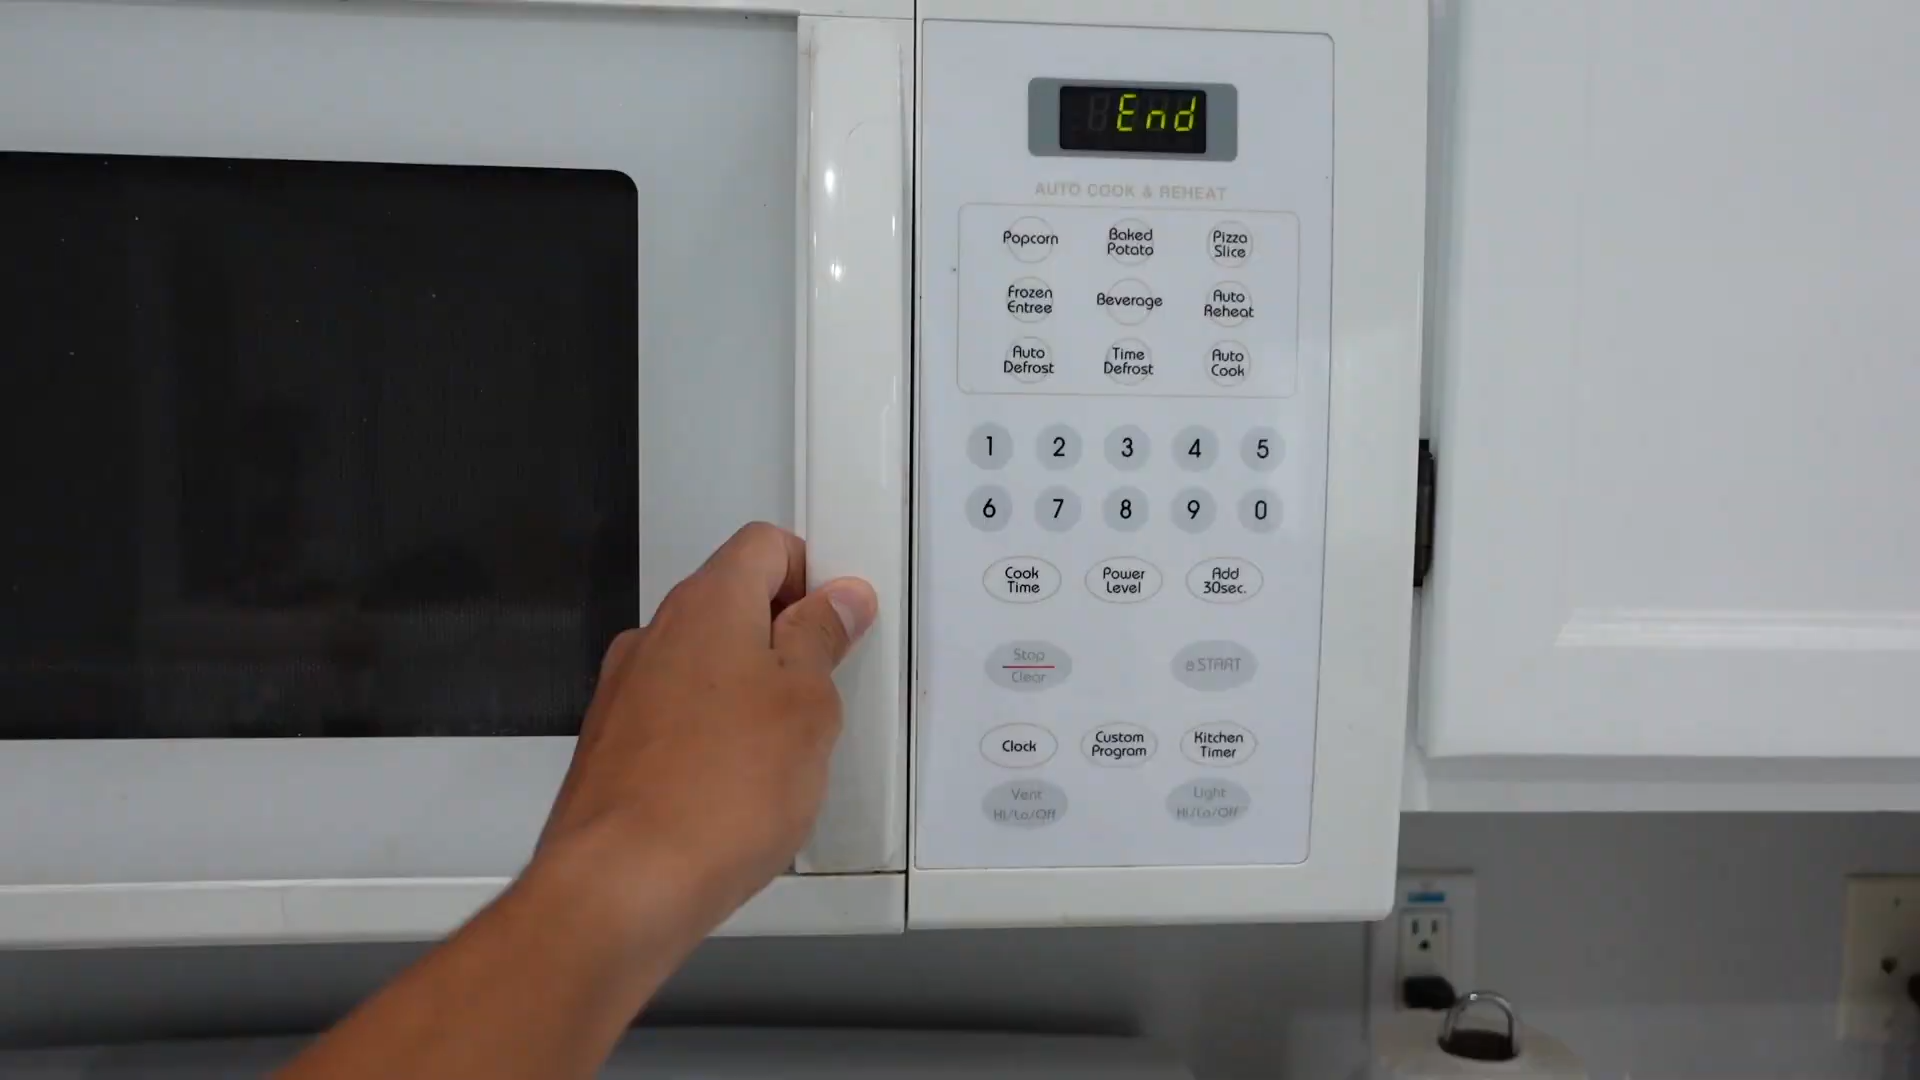 End
AUTO COOK & REHEAT
Popcorn
Baked
Potato
Pizza
Slice
Frozen
Entree
Beverage
Auto
Reheat
Auto
Defrost
Time
Defrost
Auto
Cook
1 2 3 4 5
6 7 8 9 0
Cook
Time
Power
Level
Add
30sec.
Stop
Clear
START
Clock
Custom
Program
Kitchen
Timer
Vent
Hi/Lo/Off
Light
Hi/Lo/Off